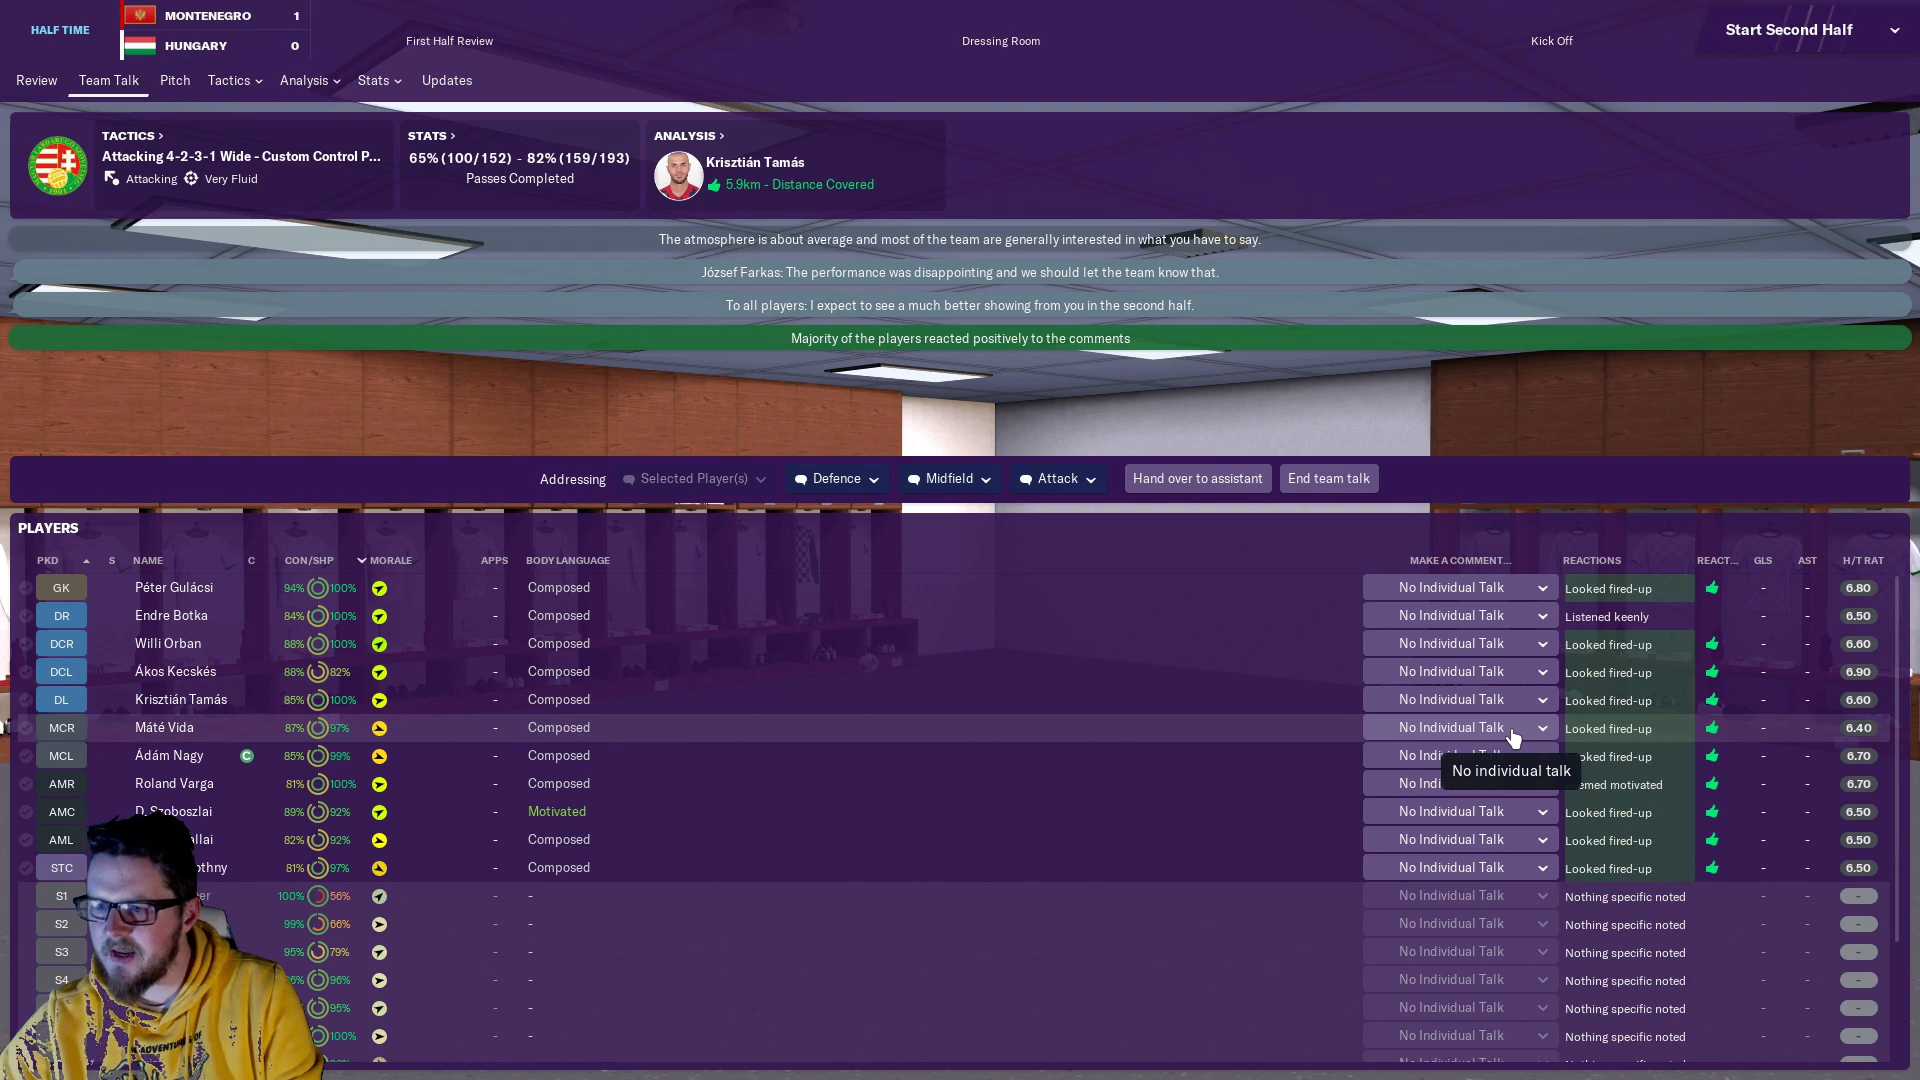 HALF TIME
MONTENEGRO 1
HUNGARY 0
First Half Review
Dressing Room
Kick Off
Start Second Half
Review
Team Talk
Pitch
Tactics
Analysis
Stats
Updates
TACTICS
Attacking 4-2-3-1 Wide - Custom Control P...
Attacking
Very Fluid
STATS
65% (100/152) - 82% (159/193)
Passes Completed
ANALYSIS
Krisztián Tamás
5.9km - Distance Covered
The atmosphere is about average and most of the team are generally interested in what you have to say.
József Farkas: The performance was disappointing and we should let the team know that.
To all players: I expect to see a much better showing from you in the second half.
Majority of the players reacted positively to the comments
Addressing
Selected Player(s)
Defence
Midfield
Attack
Hand over to assistant
End team talk
PLAYERS
PKD S NAME C CON/SHP MORALE APPS BODY LANGUAGE MAKE A COMMENT... REACTIONS REACT... GLS AST H/T RAT
GK Péter Gulácsi 94% 100% - Composed No Individual Talk Looked fired-up - - 6.80
DR Endre Botka 84% 100% - Composed No Individual Talk Listened keenly - - 6.50
DCR Willi Orban 88% 100% - Composed No Individual Talk Looked fired-up - - 6.60
DCL Ákos Kecskés 88% 82% - Composed No Individual Talk Looked fired-up - - 6.90
DL Krisztián Tamás 85% 100% - Composed No Individual Talk Looked fired-up - - 6.60
MCR Máté Vida 87% 97% - Composed No Individual Talk Looked fired-up - - 6.40
MCL Ádám Nagy C 85% 99% - Composed No Individual Talk Looked fired-up - - 6.70
No individual talk
AMR Roland Varga 81% 100% - Composed No Indi emed motivated - - 6.70
AMC D. Szoboszlai 89% 92% - Motivated No Individual Talk Looked fired-up - - 6.50
AML allai 82% 92% - Composed No Individual Talk Looked fired-up - - 6.50
STC othny 81% 97% - Composed No Individual Talk Looked fired-up - - 6.50
S1 er 100% 56% - - No Individual Talk Nothing specific noted - - -
S2 99% 66% - - No Individual Talk Nothing specific noted - - -
S3 95% 79% - - No Individual Talk Nothing specific noted - - -
S4 6% 96% - - No Individual Talk Nothing specific noted - - -
95% - - No Individual Talk Nothing specific noted - - -
100% - - No Individual Talk Nothing specific noted - - -